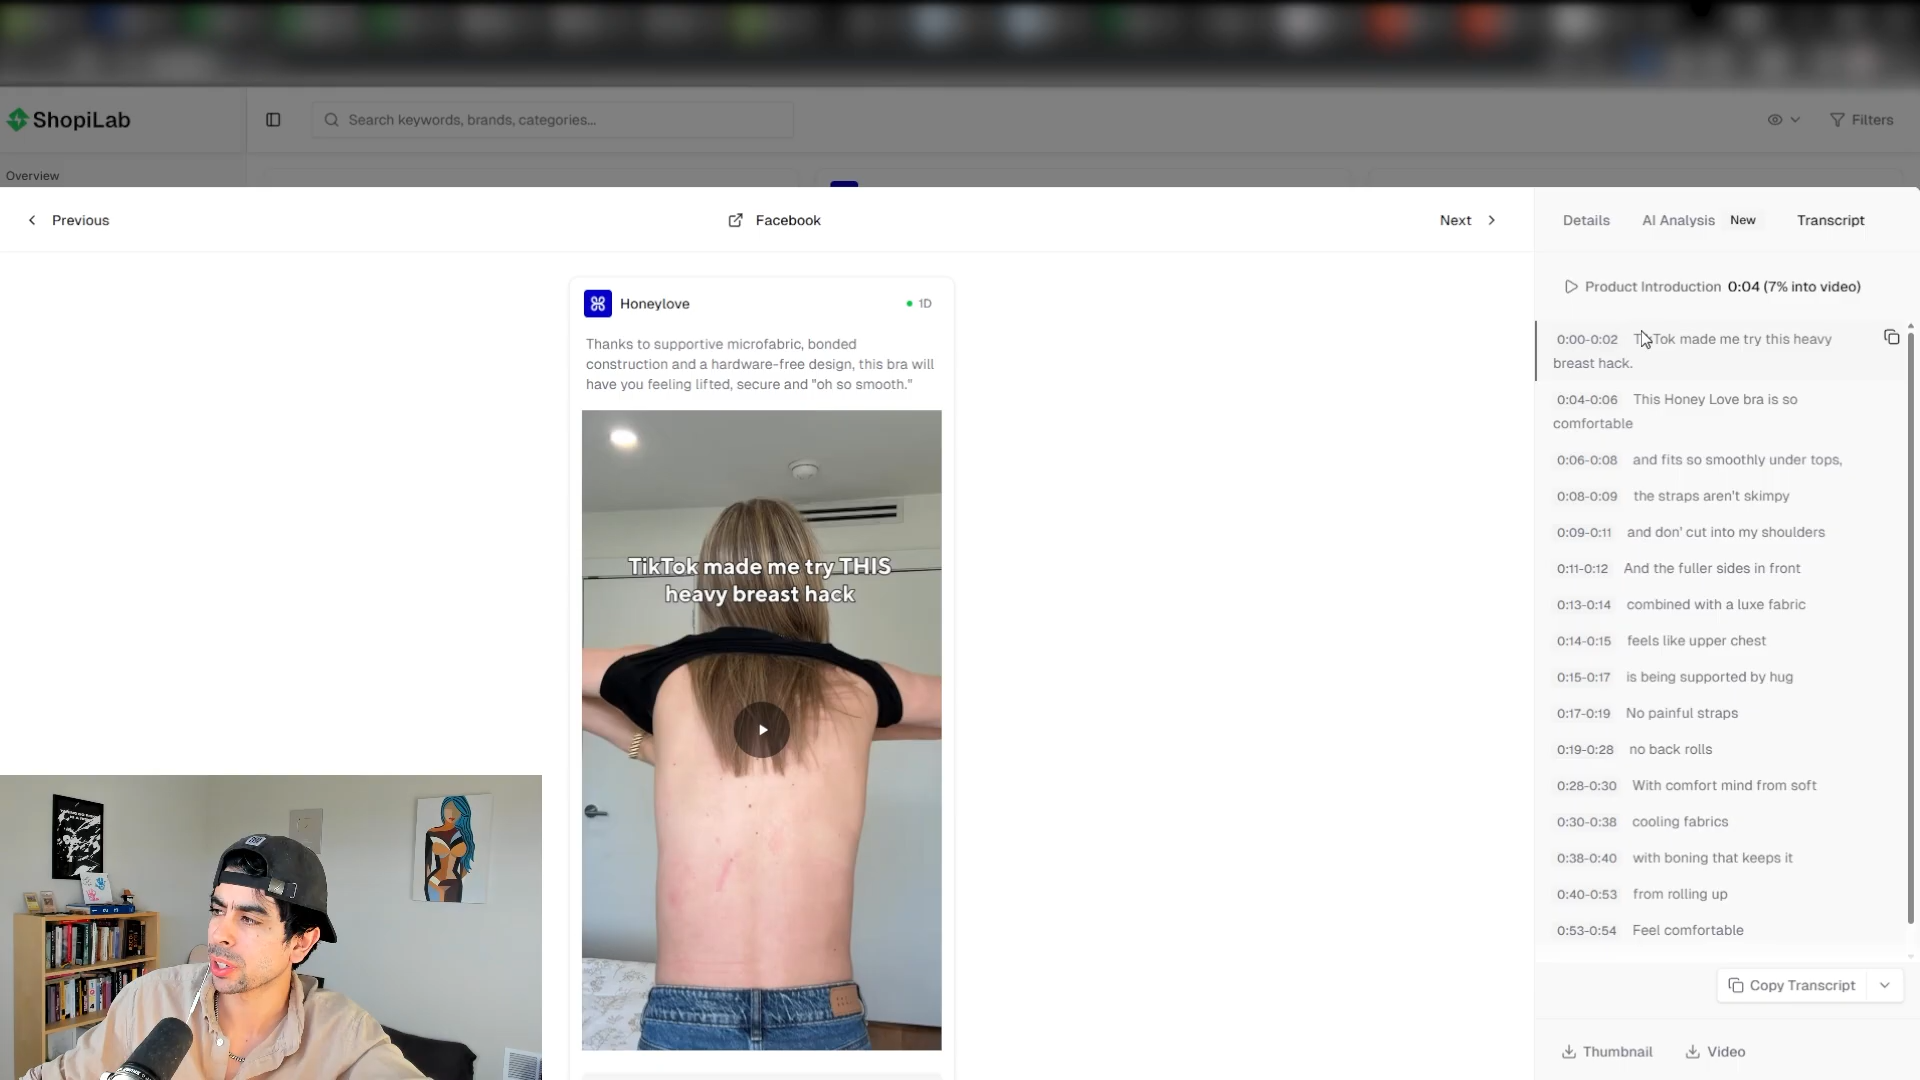 ShopiLab
Search keywords, brands, categories...
Filters
Overview
Previous
Facebook
Next
Details
AI Analysis New
Transcript
Honeylove
1D
Thanks to supportive microfabric, bonded
construction and a hardware-free design, this bra will
have you feeling lifted, secure and "oh so smooth."
TikTok made me try THIS
heavy breast hack
Product Introduction 0:04 (7% into video)
0:00-0:02 TikTok made me try this heavy
breast hack.
0:04-0:06 This Honey Love bra is so
comfortable
0:06-0:08 and fits so smoothly under tops,
0:08-0:09 the straps aren't skimpy
0:09-0:11 and don' cut into my shoulders
0:11-0:12 And the fuller sides in front
0:13-0:14 combined with a luxe fabric
0:14-0:15 feels like upper chest
0:15-0:17 is being supported by hug
0:17-0:19 No painful straps
0:19-0:28 no back rolls
0:28-0:30 With comfort mind from soft
0:30-0:38 cooling fabrics
0:38-0:40 with boning that keeps it
0:40-0:53 from rolling up
0:53-0:54 Feel comfortable
Copy Transcript
Thumbnail
Video